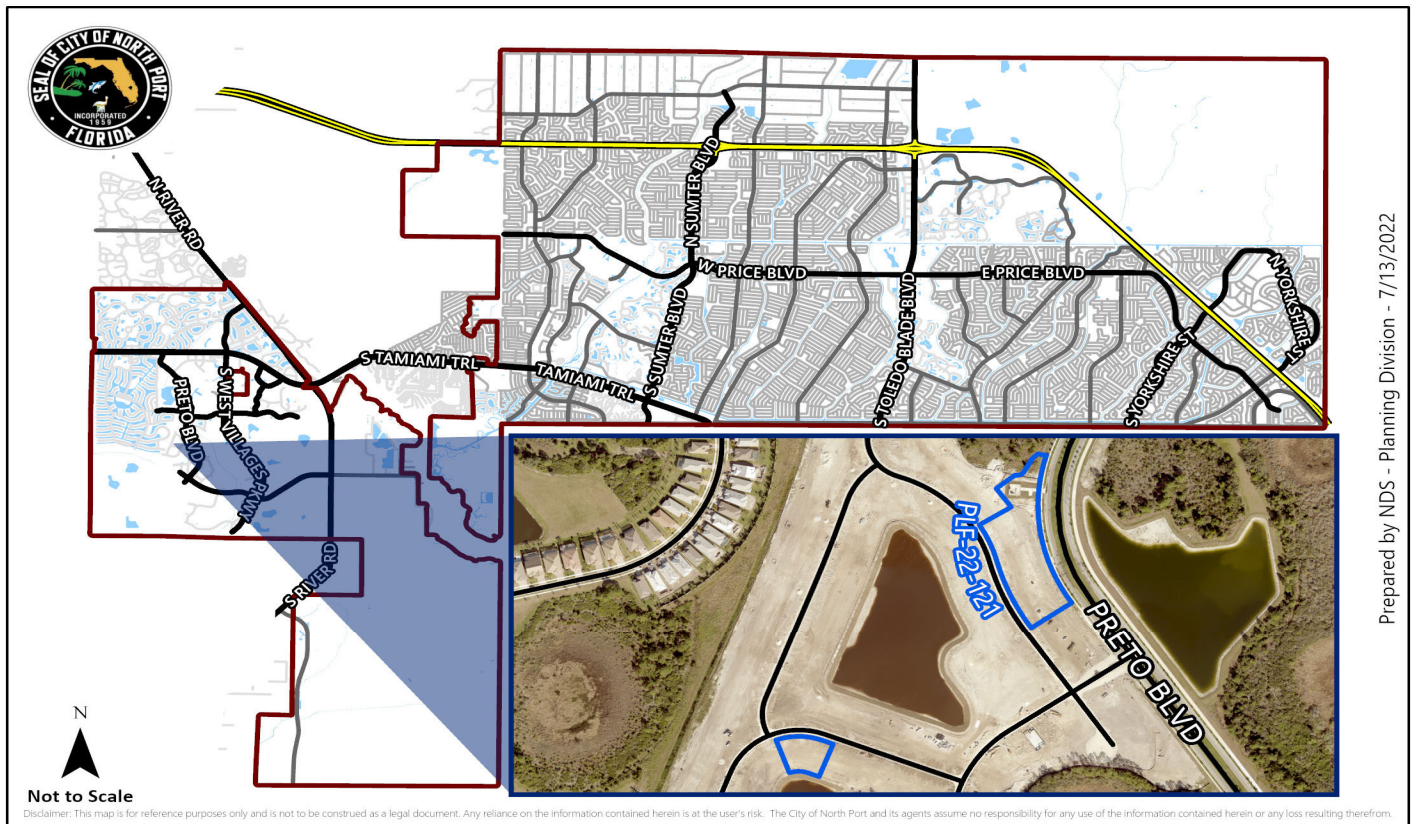 SEAL OF CITY OF NORTH PORT
INCORPORATED
1959
• FLORIDA •
N RIVER RD
N SUMTER BLVD
W PRICE BLVD
E PRICE BLVD
N YORKSHIRE ST
S TAMIAMI TRL
TAMIAMI TRL
S SUMTER BLVD
S TOLEDO BLADE BLVD
S YORKSHIRE ST
PRETO BLVD
S WEST VILLAGES PKWY
S RIVER RD
PLF-22-121
PRETO BLVD
N
Not to Scale
Prepared by NDS - Planning Division - 7/13/2022
Disclaimer: This map is for reference purposes only and is not to be construed as a legal document. Any reliance on the information contained herein is at the user's risk. The City of North Port and its agents assume no responsibility for any use of the information contained herein or any loss resulting therefrom.